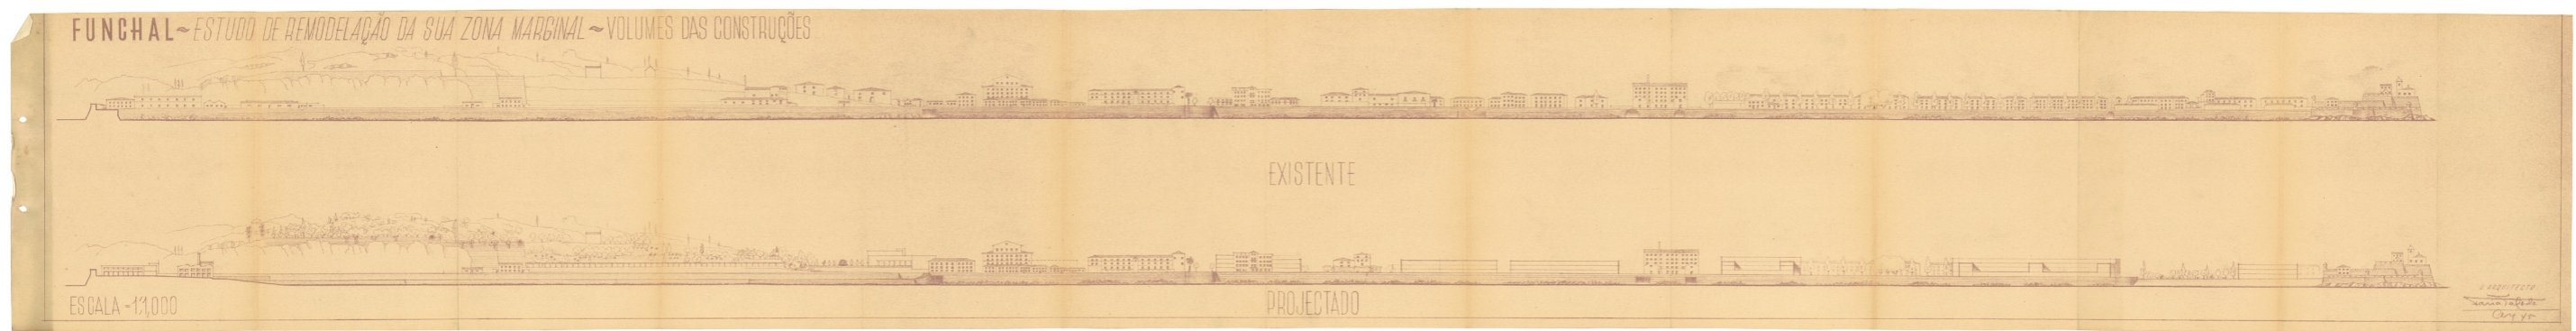 FUNCHAL ~ ESTUDO DE REMODELAÇÃO DA SUA ZONA MARGINAL ~ VOLUMES DAS CONSTRUÇÕES
EXISTENTE
PROJECTADO
ESCALA - 1:1,000
O ARQUITECTO